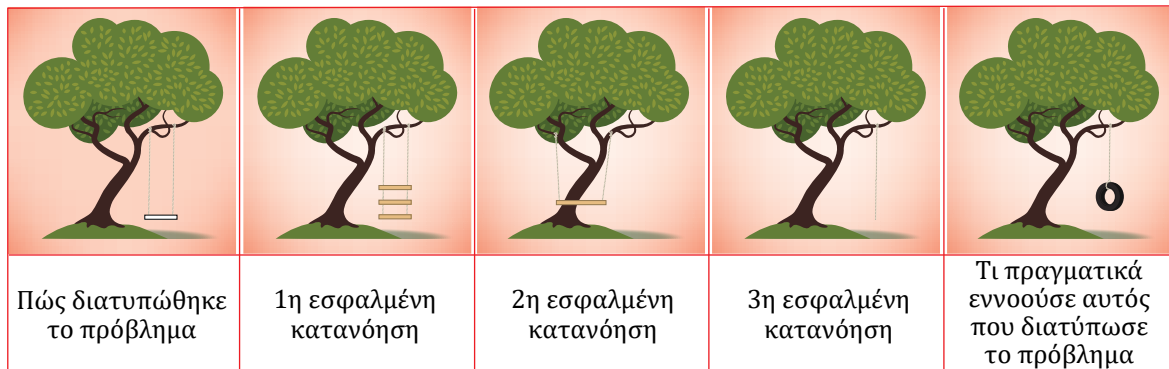 Πώς διατυπώθηκε
το πρόβλημα
1η εσφαλμένη
κατανόηση
2η εσφαλμένη
κατανόηση
3η εσφαλμένη
κατανόηση
Τι πραγματικά
εννοούσε αυτός
που διατύπωσε
το πρόβλημα